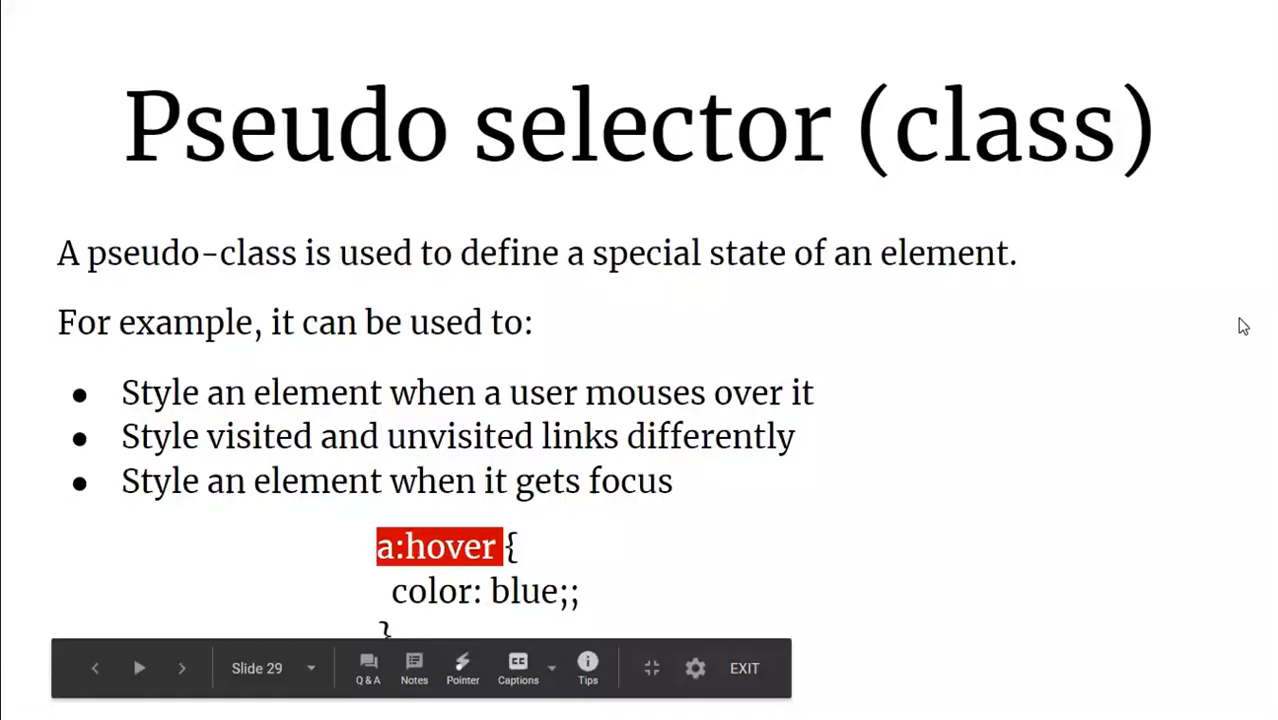 Pseudo selector (class)
A pseudo-class is used to define a special state of an element.
For example, it can be used to:
● Style an element when a user mouses over it
● Style visited and unvisited links differently
● Style an element when it gets focus
a:hover {
color: blue;;
}
Slide 29
Q & A
Notes
Pointer
CC
Captions
Tips
EXIT